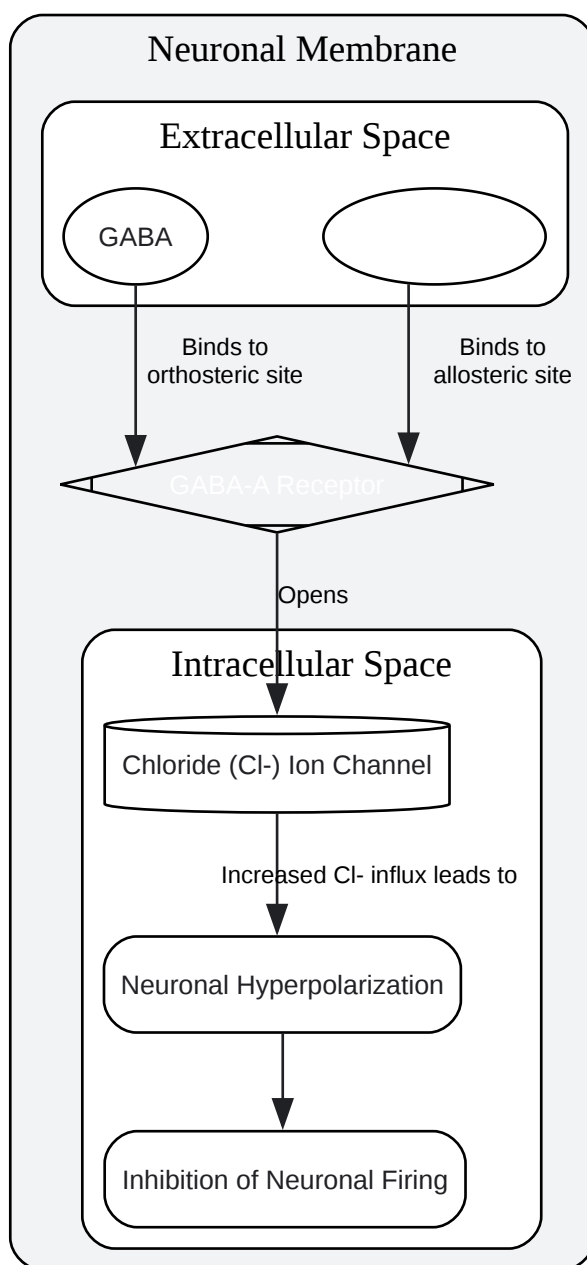 Neuronal Membrane
Extracellular Space
GABA
Binds to
orthosteric site
Binds to
allosteric site
GABA-A Receptor
Opens
Intracellular Space
Chloride (Cl-) Ion Channel
Increased Cl- influx leads to
Neuronal Hyperpolarization
Inhibition of Neuronal Firing